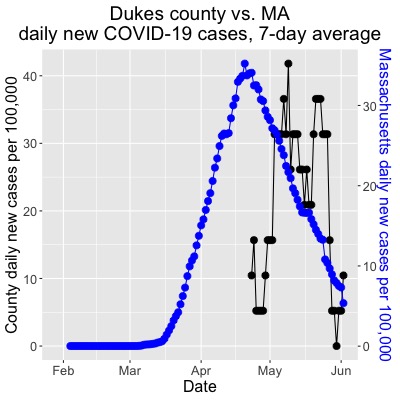 Dukes county vs. MA
daily new COVID-19 cases, 7-day average
County daily new cases per 100,000
40
30
20
10
0
Massachusetts daily new cases per 100,000
30
20
10
0
Feb Mar Apr May Jun
Date